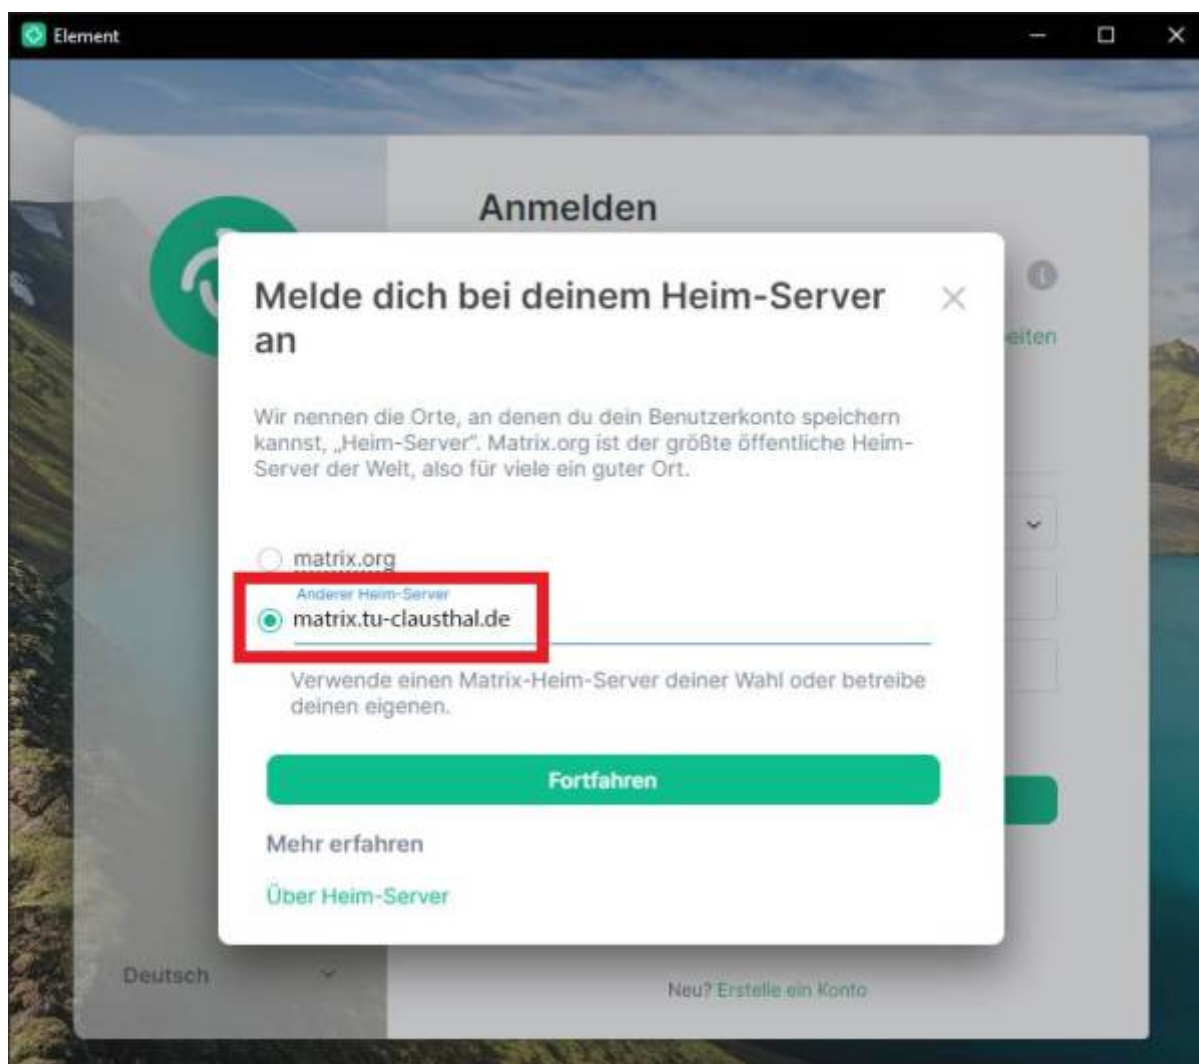 Element
Anmelden
Melde dich bei deinem Heim-Server
an
eiten
Wir nennen die Orte, an denen du dein Benutzerkonto speichern
kannst, „Heim-Server“. Matrix.org ist der größte öffentliche Heim-
Server der Welt, also für viele ein guter Ort.
matrix.org
Anderer Heim-Server
matrix.tu-clausthal.de
Verwende einen Matrix-Heim-Server deiner Wahl oder betreibe
deinen eigenen.
Fortfahren
Mehr erfahren
Über Heim-Server
Deutsch
Neu? Erstelle ein Konto